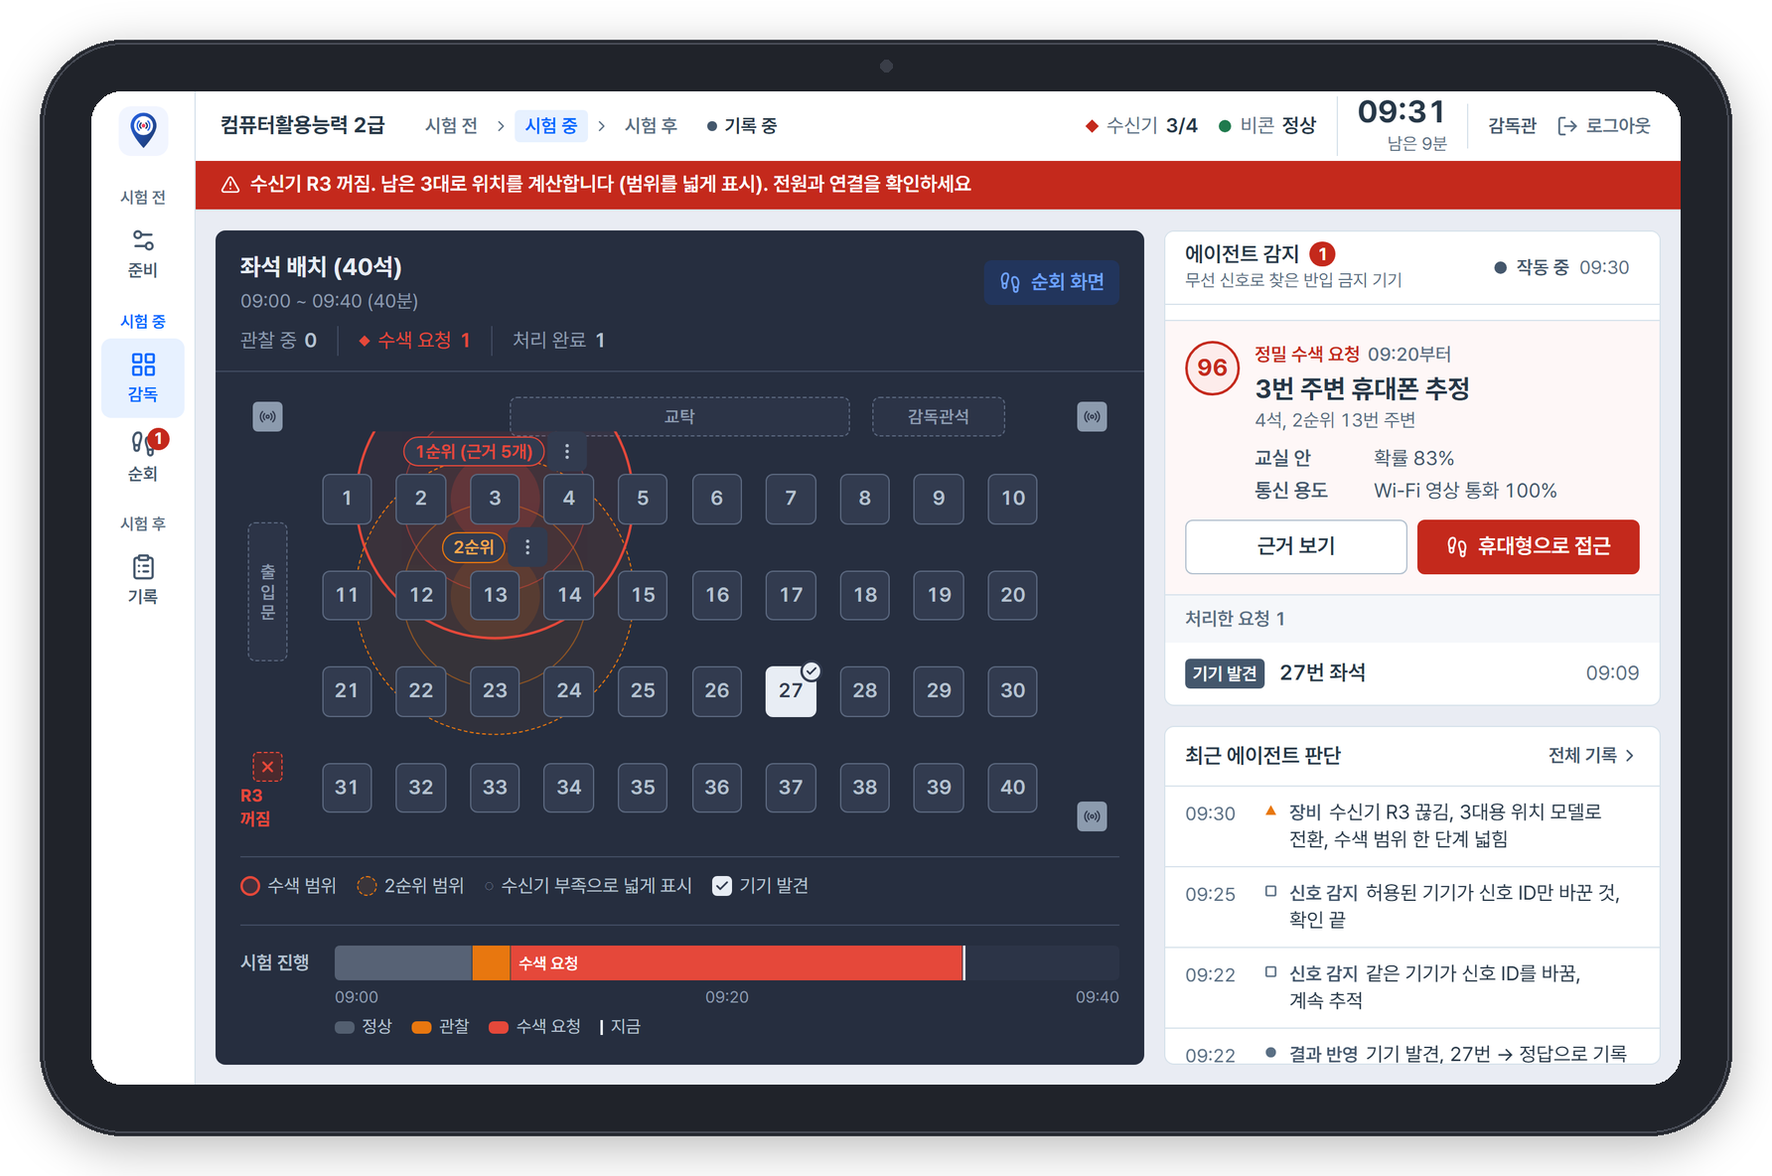 컴퓨터활용능력 2급
시험 전 > 시험 중 > 시험 후
기록 중
수신기 3/4
비콘 정상
09:31
남은 9분
감독관
로그아웃
시험 전
준비
시험 중
감독
순회
1
시험 후
기록
수신기 R3 꺼짐. 남은 3대로 위치를 계산합니다 (범위를 넓게 표시). 전원과 연결을 확인하세요
좌석 배치 (40석)
09:00 ~ 09:40 (40분)
순회 화면
관찰 중 0
수색 요청 1
처리 완료 1
교탁
감독관석
1순위 (근거 5개)
1 2 3 4 5 6 7 8 9 10
2순위
출입문
11 12 13 14 15 16 17 18 19 20
21 22 23 24 25 26 27 28 29 30
31 32 33 34 35 36 37 38 39 40
R3
꺼짐
수색 범위
2순위 범위
수신기 부족으로 넓게 표시
기기 발견
시험 진행
수색 요청
09:00 09:20 09:40
정상
관찰
수색 요청
지금
에이전트 감지 1
무선 신호로 찾은 반입 금지 기기
작동 중 09:30
96
정밀 수색 요청 09:20부터
3번 주변 휴대폰 추정
4석, 2순위 13번 주변
교실 안 확률 83%
통신 용도 Wi-Fi 영상 통화 100%
근거 보기
휴대형으로 접근
처리한 요청 1
기기 발견 27번 좌석 09:09
최근 에이전트 판단
전체 기록 >
09:30 장비 수신기 R3 끊김, 3대용 위치 모델로
전환, 수색 범위 한 단계 넓힘
09:25 신호 감지 허용된 기기가 신호 ID만 바꾼 것,
확인 끝
09:22 신호 감지 같은 기기가 신호 ID를 바꿈,
계속 추적
09:22 결과 반영 기기 발견, 27번 → 정답으로 기록